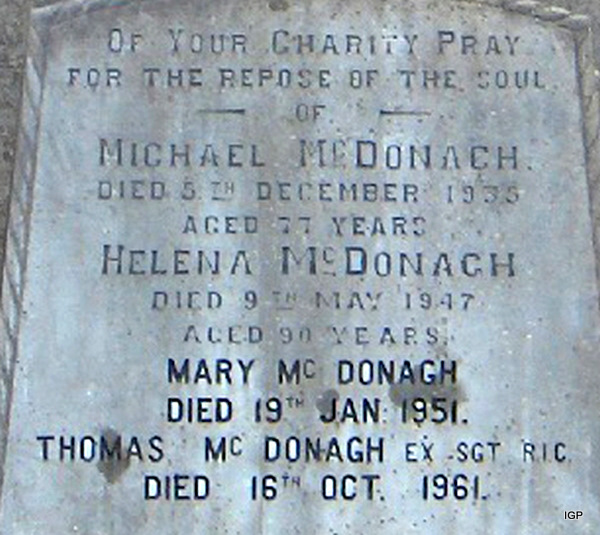 OF YOUR CHARITY PRAY
FOR THE REPOSE OF THE SOUL
OF
MICHAEL McDONAGH.
DIED 5TH DECEMBER 1935
AGED 77 YEARS
HELENA McDONAGH
DIED 9TH MAY 1947
AGED 90 YEARS.
MARY Mc DONAGH
DIED 19TH JAN. 1951.
THOMAS Mc DONAGH EX-SGT R.I.C.
DIED 16TH OCT. 1961.
IGP